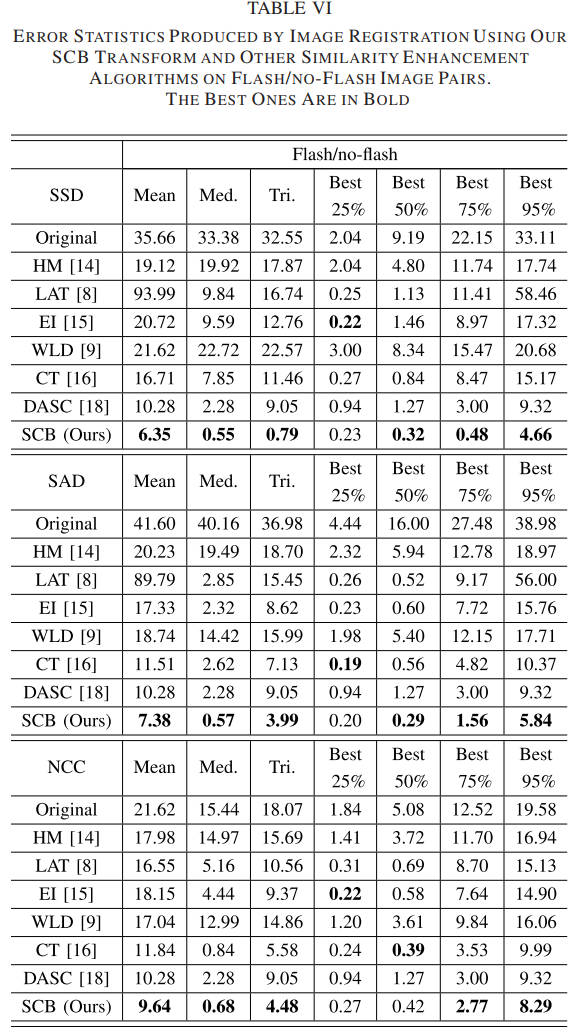 TABLE VI
ERROR STATISTICS PRODUCED BY IMAGE REGISTRATION USING OUR
SCB TRANSFORM AND OTHER SIMILARITY ENHANCEMENT
ALGORITHMS ON FLASH/NO-FLASH IMAGE PAIRS.
THE BEST ONES ARE IN BOLD
Flash/no-flash
SSD Mean Med. Tri. Best 25% Best 50% Best 75% Best 95%
Original 35.66 33.38 32.55 2.04 9.19 22.15 33.11
HM [14] 19.12 19.92 17.87 2.04 4.80 11.74 17.74
LAT [8] 93.99 9.84 16.74 0.25 1.13 11.41 58.46
EI [15] 20.72 9.59 12.76 0.22 1.46 8.97 17.32
WLD [9] 21.62 22.72 22.57 3.00 8.34 15.47 20.68
CT [16] 16.71 7.85 11.46 0.27 0.84 8.47 15.17
DASC [18] 10.28 2.28 9.05 0.94 1.27 3.00 9.32
SCB (Ours) 6.35 0.55 0.79 0.23 0.32 0.48 4.66
SAD Mean Med. Tri. Best 25% Best 50% Best 75% Best 95%
Original 41.60 40.16 36.98 4.44 16.00 27.48 38.98
HM [14] 20.23 19.49 18.70 2.32 5.94 12.78 18.97
LAT [8] 89.79 2.85 15.45 0.26 0.52 9.17 56.00
EI [15] 17.33 2.32 8.62 0.23 0.60 7.72 15.76
WLD [9] 18.74 14.42 15.99 1.98 5.40 12.15 17.71
CT [16] 11.51 2.62 7.13 0.19 0.56 4.82 10.37
DASC [18] 10.28 2.28 9.05 0.94 1.27 3.00 9.32
SCB (Ours) 7.38 0.57 3.99 0.20 0.29 1.56 5.84
NCC Mean Med. Tri. Best 25% Best 50% Best 75% Best 95%
Original 21.62 15.44 18.07 1.84 5.08 12.52 19.58
HM [14] 17.98 14.97 15.69 1.41 3.72 11.70 16.94
LAT [8] 16.55 5.16 10.56 0.31 0.69 8.70 15.13
EI [15] 18.15 4.44 9.37 0.22 0.58 7.64 14.90
WLD [9] 17.04 12.99 14.86 1.20 3.61 9.84 16.06
CT [16] 11.84 0.84 5.58 0.24 0.39 3.53 9.99
DASC [18] 10.28 2.28 9.05 0.94 1.27 3.00 9.32
SCB (Ours) 9.64 0.68 4.48 0.27 0.42 2.77 8.29